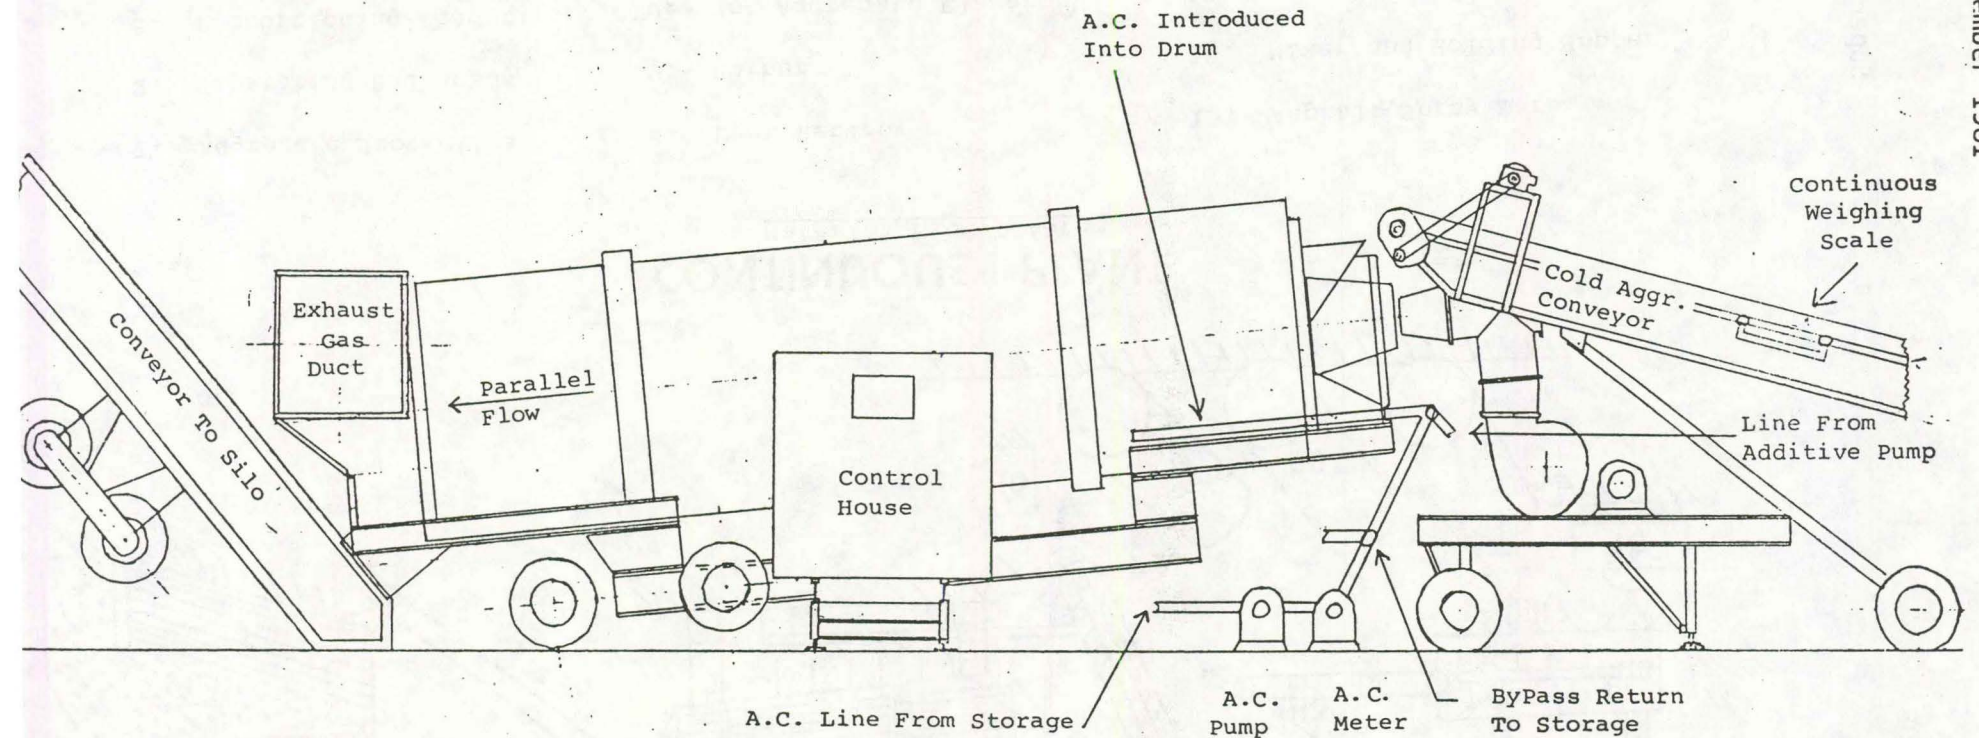 A.C. Introduced
Into Drum
Continuous
Weighing
Scale
Cold Aggr.
Conveyor
Exhaust
Gas
Duct
Conveyor To Silo
Parallel
Flow
Control
House
Line From
Additive Pump
A.C. Line From Storage
A.C.
Pump
A.C.
Meter
ByPass Return
To Storage